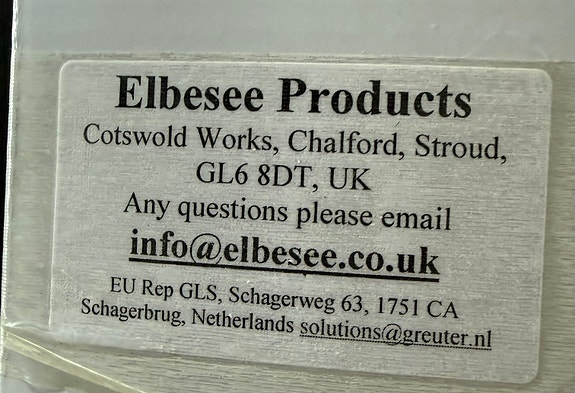 Elbesee Products
Cotswold Works, Chalford, Stroud,
GL6 8DT, UK
Any questions please email
info@elbesee.co.uk
EU Rep GLS, Schagerweg 63, 1751 CA
Schagerbrug, Netherlands solutions@greuter.nl